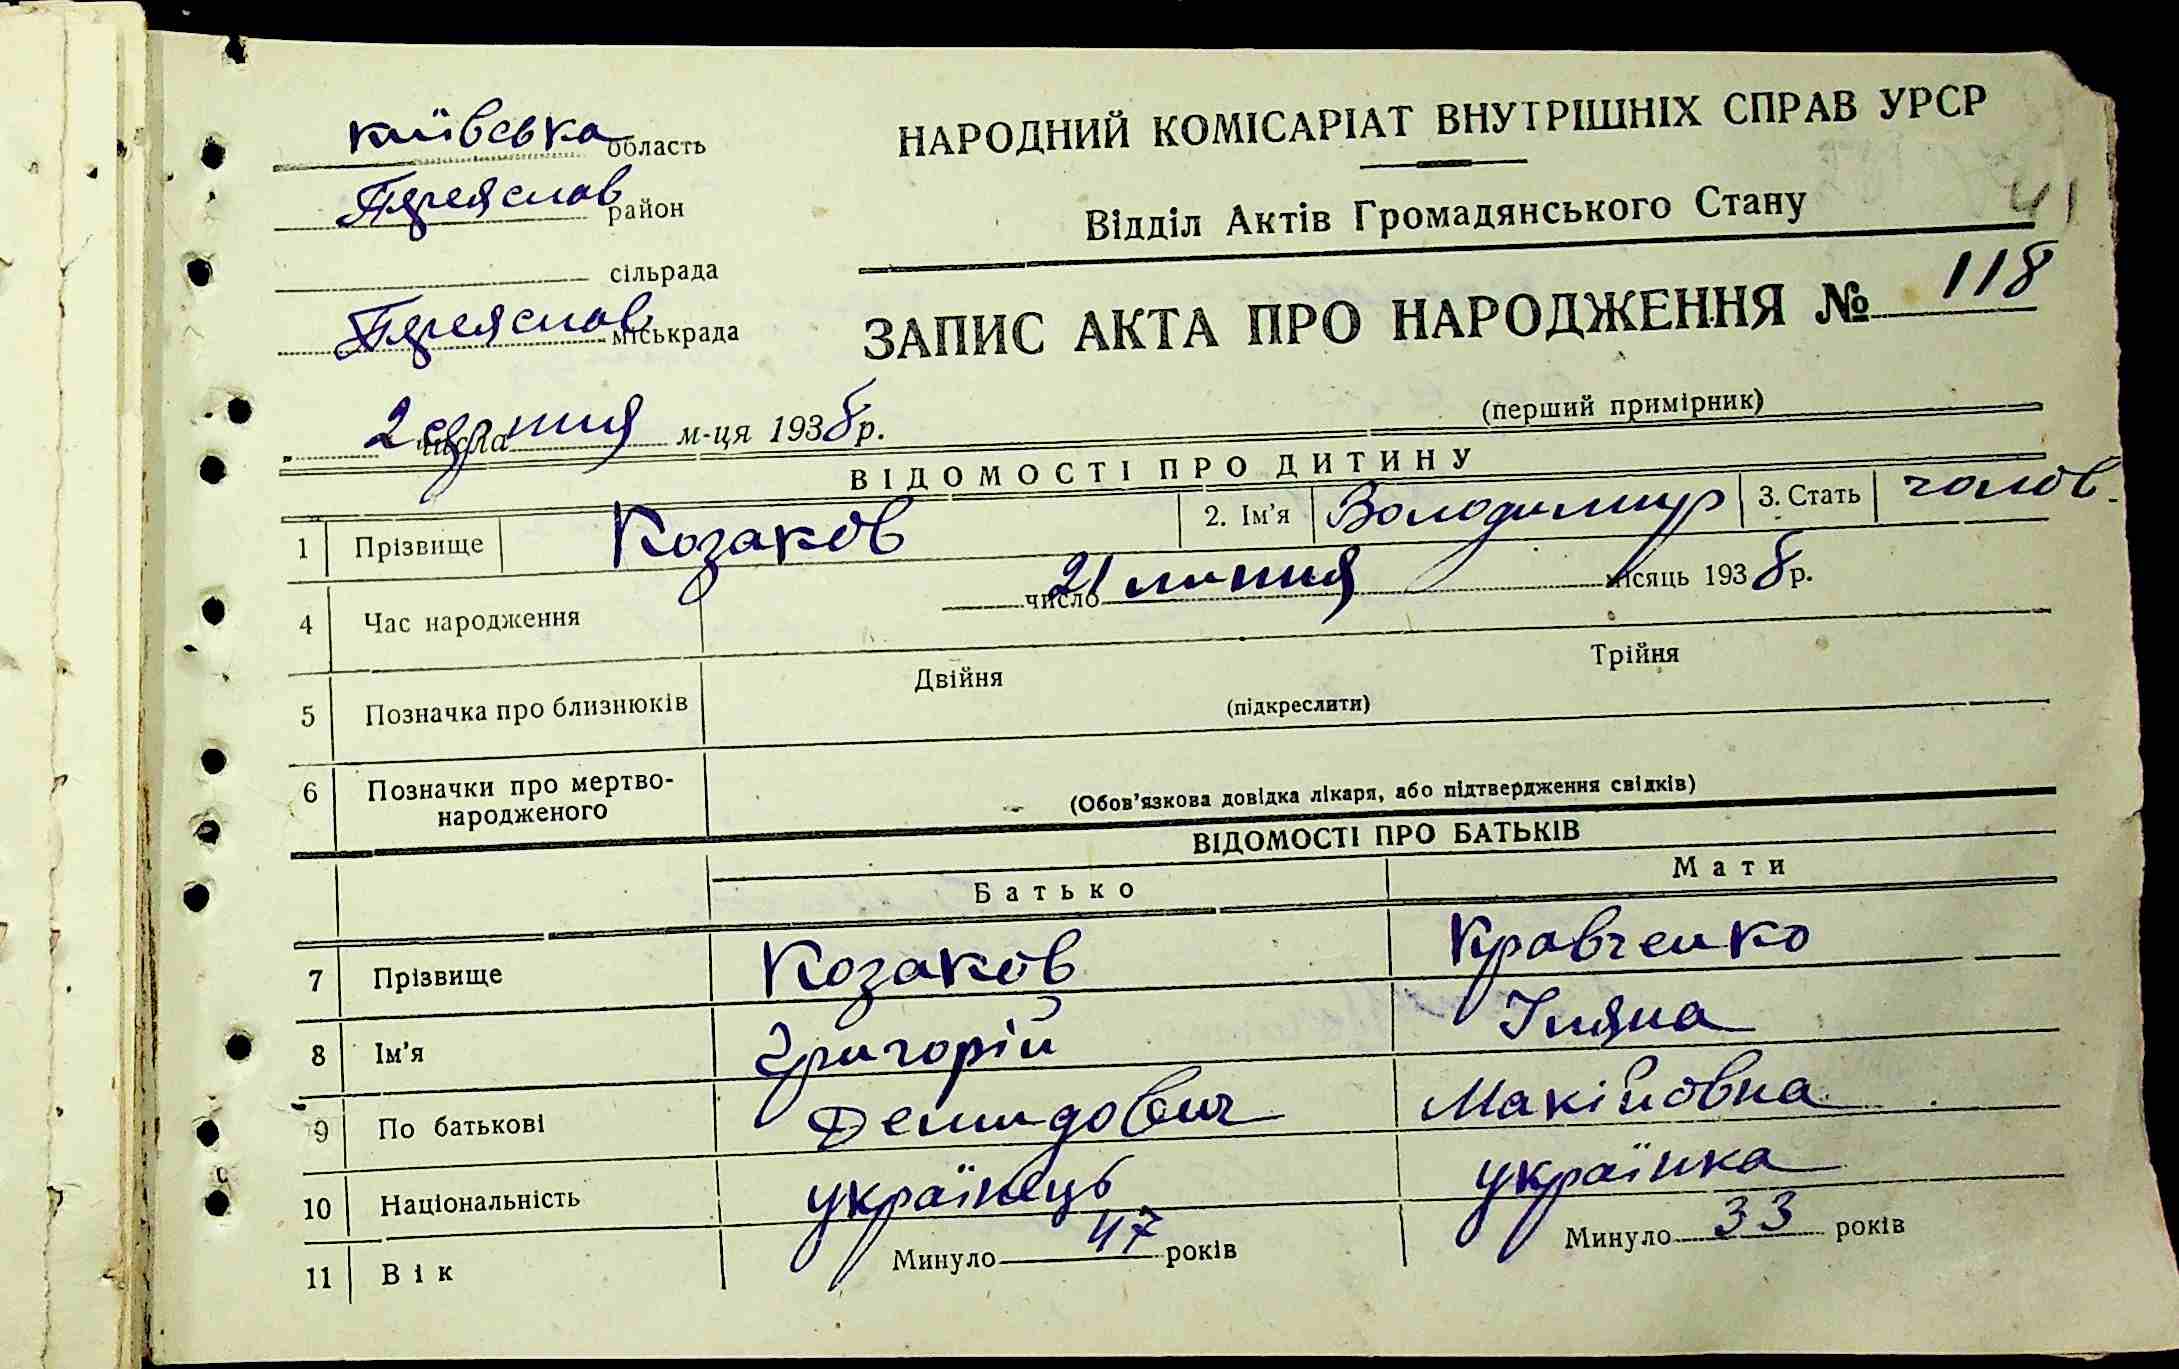 Київська область
НАРОДНИЙ КОМІСАРІАТ ВНУТРІШНІХ СПРАВ УРСР
Переяслав район
Відділ Актів Громадянського Стану
41
сільрада
Переяслав міськрада
ЗАПИС АКТА ПРО НАРОДЖЕННЯ № 118
(перший примірник)
2 числа серпня м-ця 1938 р.
ВІДОМОСТІ ПРО ДИТИНУ
1 Прізвище Козаков 2. Ім'я Володимир 3. Стать чолов.
4 Час народження 21 число липня місяць 1938 р.
5 Позначка про близнюків Двійня Трійня
(підкреслити)
6 Позначки про мертво-
народженого
(Обов'язкова довідка лікаря, або підтвердження свідків)
ВІДОМОСТІ ПРО БАТЬКІВ
Батько Мати
7 Прізвище Козаков Кравченко
8 Ім'я Григорій
9 По батькові Демидович
10 Національність українець українка
11 Вік Минуло 47 років Минуло 33 років